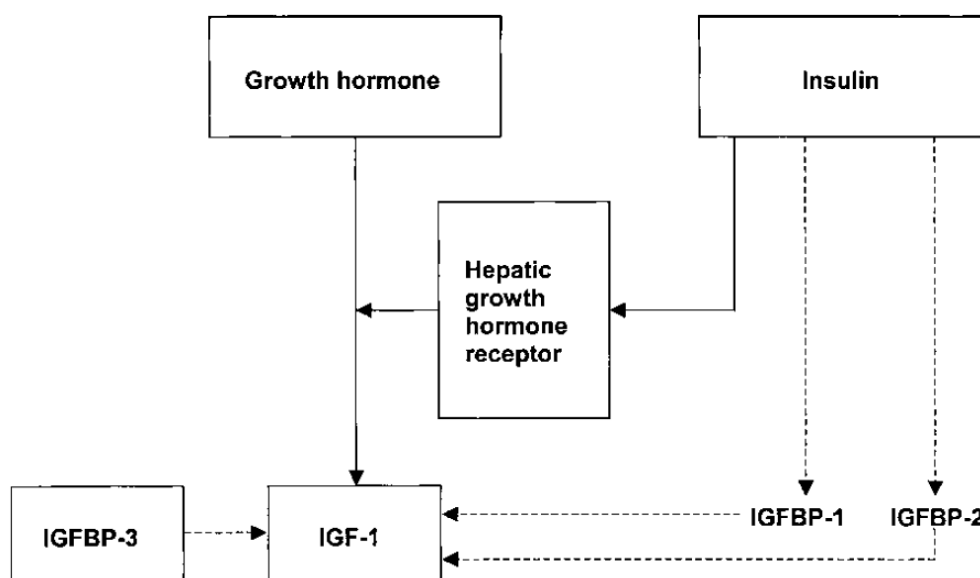 Growth hormone
Insulin
Hepatic
growth
hormone
receptor
IGFBP-3
IGF-1
IGFBP-1
IGFBP-2